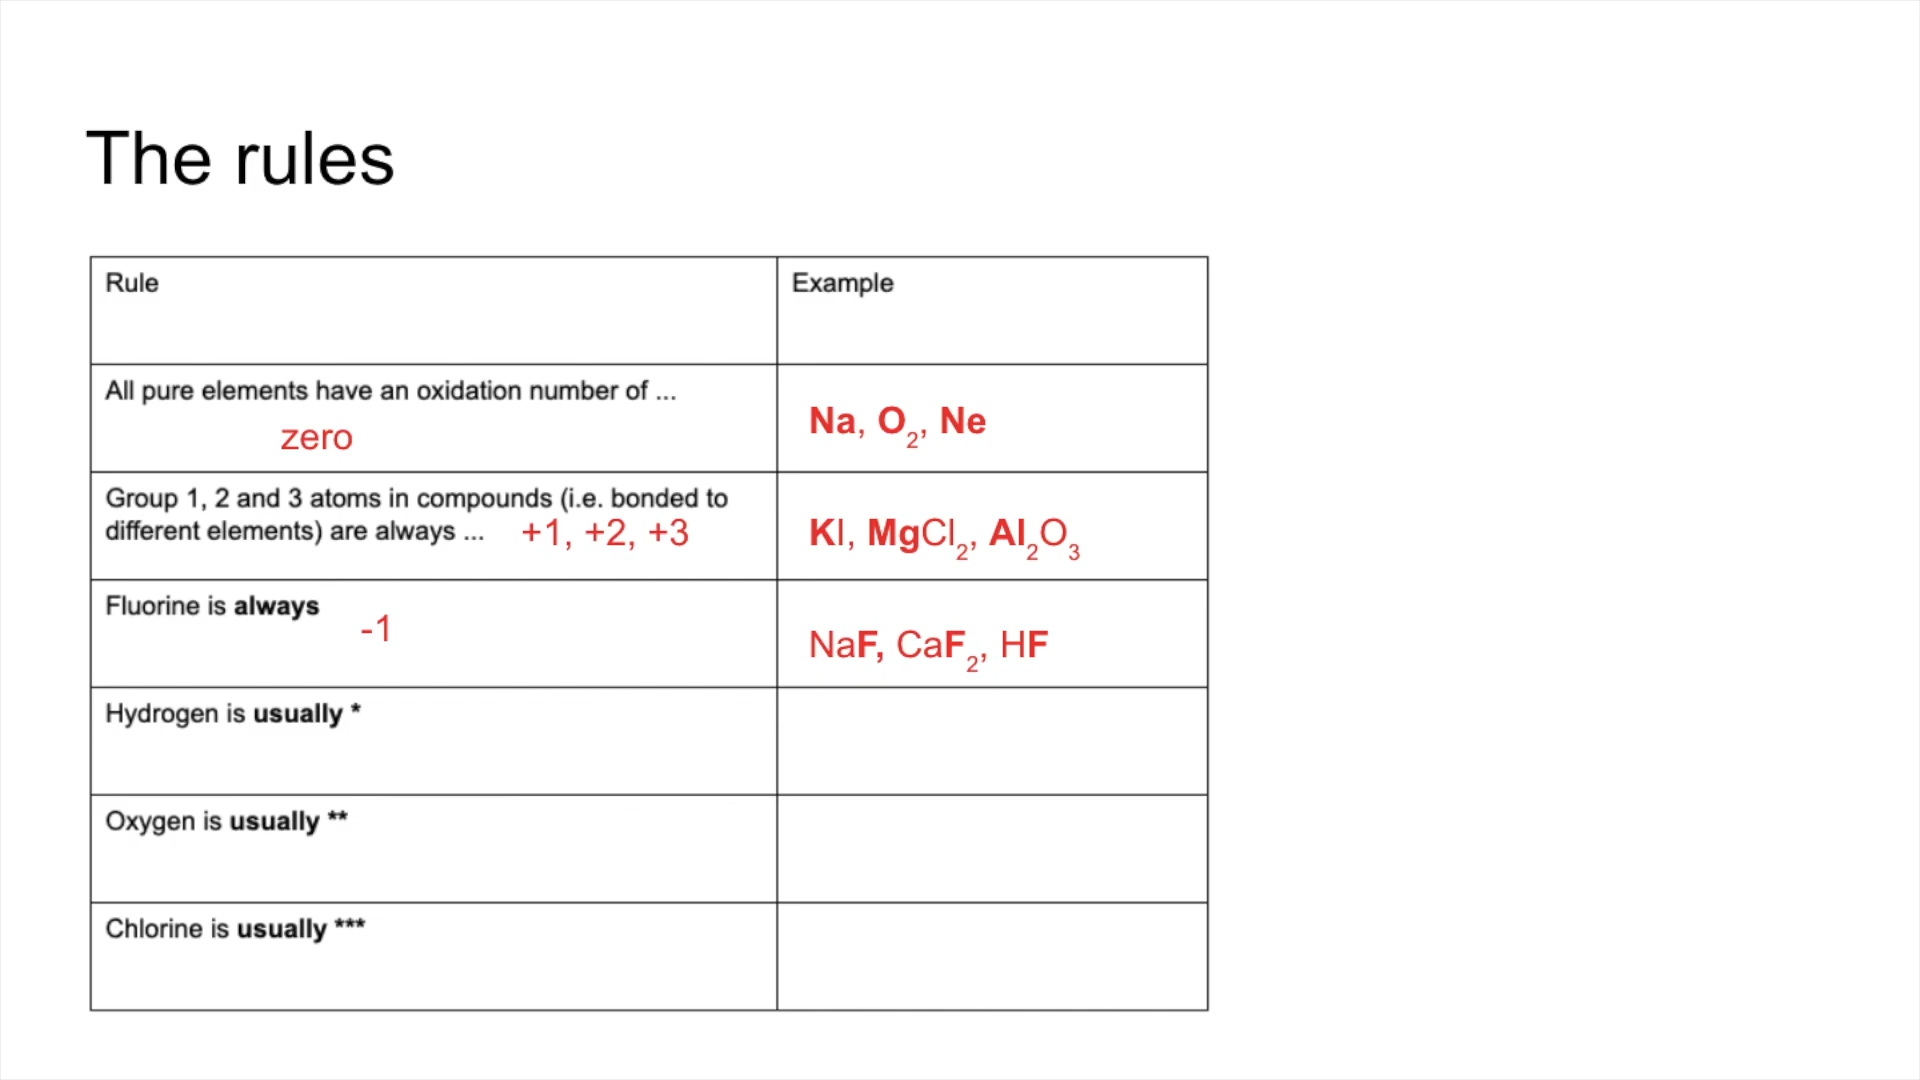 The rules
Rule
Example
All pure elements have an oxidation number of ...
zero
Na, O2, Ne
Group 1, 2 and 3 atoms in compounds (i.e. bonded to
different elements) are always ...
+1, +2, +3
KI, MgCl2, Al2O3
Fluorine is always
-1
NaF, CaF2, HF
Hydrogen is usually *
Oxygen is usually **
Chlorine is usually ***